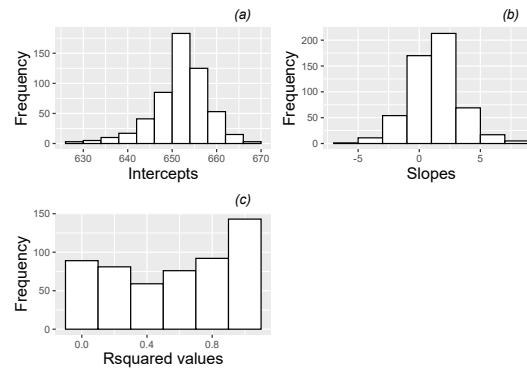 (a)
Frequency
150
100
50
0
630 640 650 660 670
Intercepts
(b)
Frequency
200
150
100
50
0
-5 0 5
Slopes
(c)
Frequency
150
100
50
0
0.0 0.4 0.8
Rsquared values